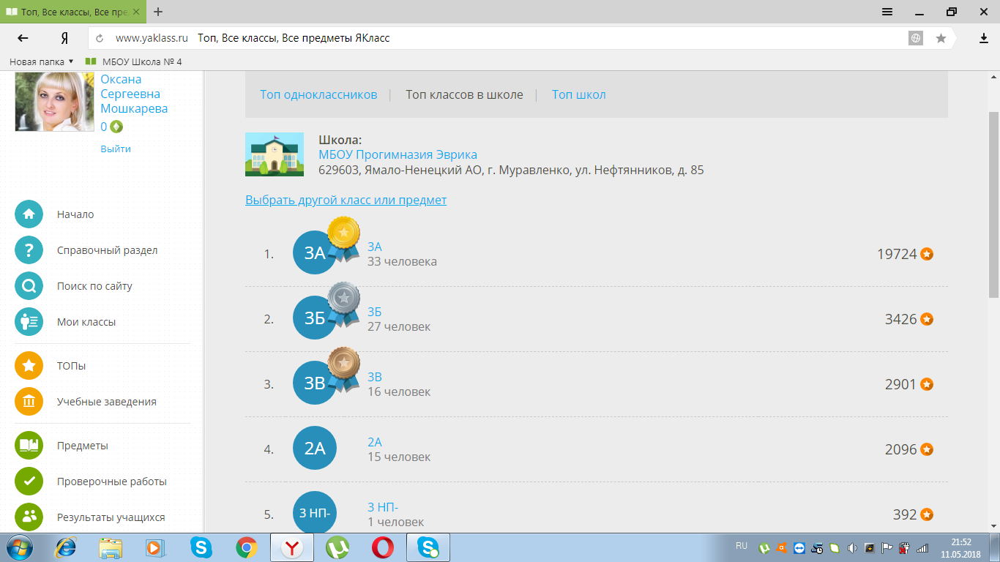 Топ, Все классы, Все пре
www.yaklass.ru Топ, Все классы, Все предметы ЯКласс
Новая папка
МБОУ Школа № 4
Оксана
Сергеевна
Мошкарева
0
Выйти
Начало
Справочный раздел
Поиск по сайту
Мои классы
ТОПы
Учебные заведения
Предметы
Проверочные работы
Результаты учащихся
Топ одноклассников | Топ классов в школе | Топ школ
Школа:
МБОУ Прогимназия Эврика
629603, Ямало-Ненецкий АО, г. Муравленко, ул. Нефтянников, д. 85
Выбрать другой класс или предмет
1. 3А 3А 19724
33 человека
2. 3Б 3Б 3426
27 человек
3. 3В 3В 2901
16 человек
4. 2А 2А 2096
15 человек
5. 3 НП- 3 НП- 392
1 человек
RU
21:52
11.05.2018